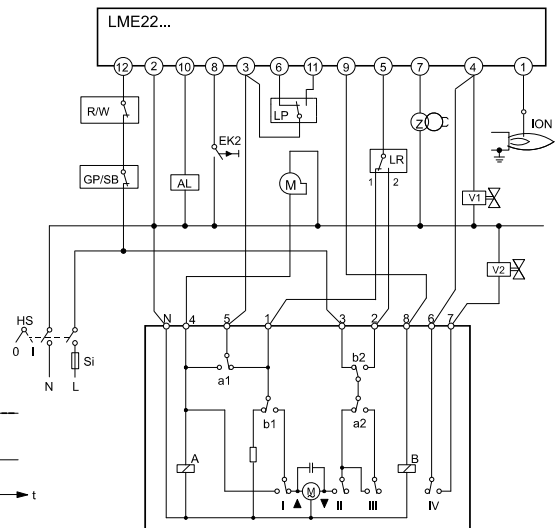 LME22...
12 2 10 8 3 6 11 9 5 7 4 1
R/W
LP
Z
ION
EK2
GP/SB
AL
M
LR
1 2
V1
V2
HS
0 I
Si
N L
N 4 5 1 3 2 8 6 7
a1
b2
b1
a2
A
B
M
I II III IV
t